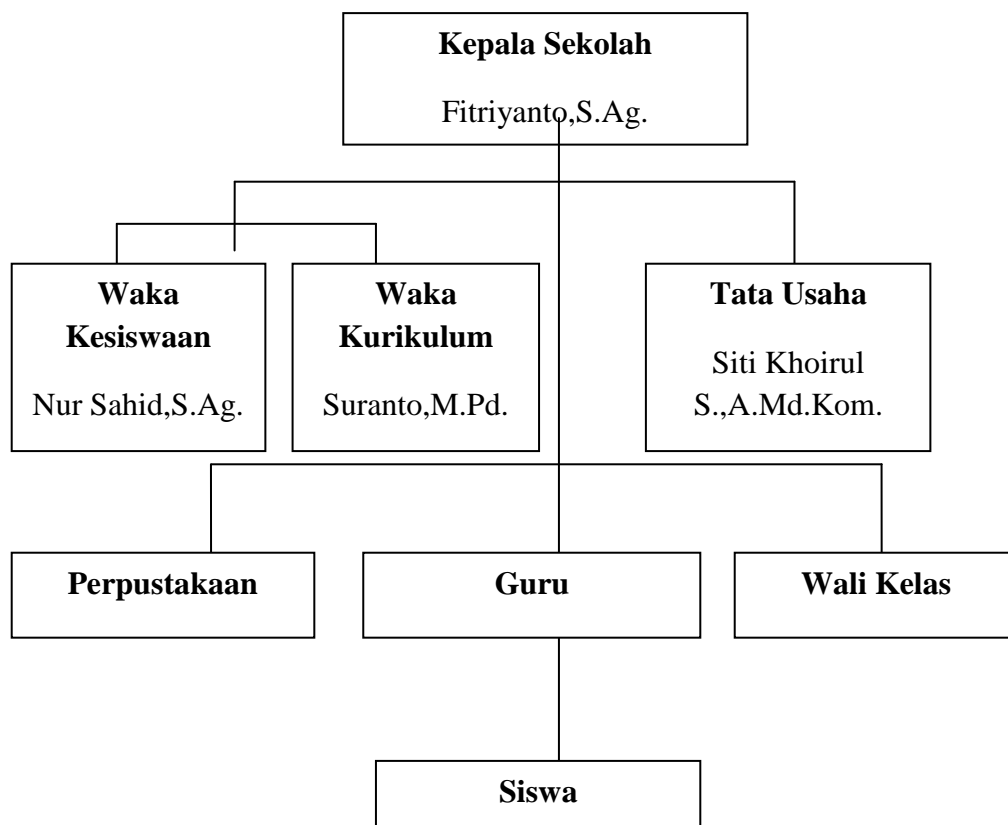 Kepala Sekolah
Fitriyanto,S.Ag.
Waka
Kesiswaan
Nur Sahid,S.Ag.
Waka
Kurikulum
Suranto,M.Pd.
Tata Usaha
Siti Khoirul
S.,A.Md.Kom.
Perpustakaan
Guru
Wali Kelas
Siswa